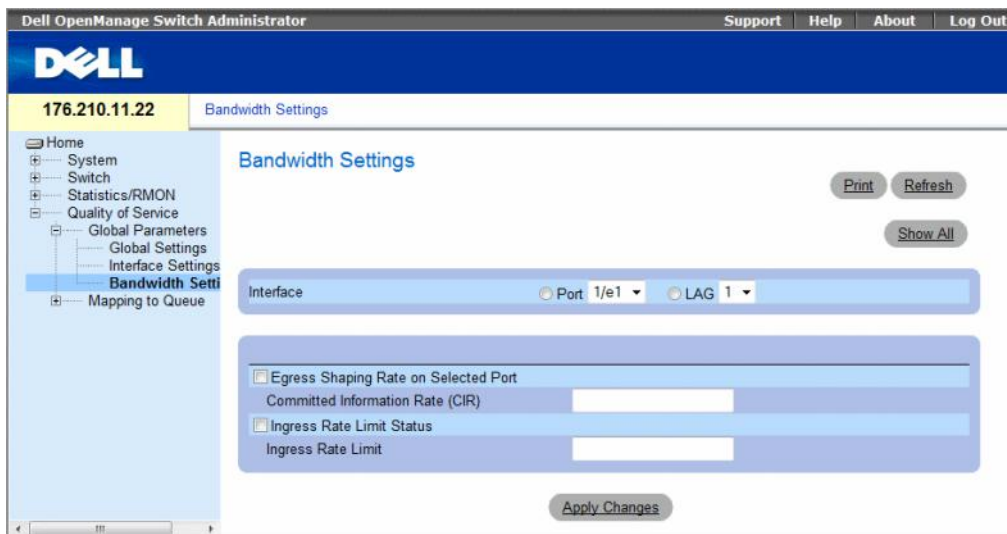 Dell OpenManage Switch Administrator Support Help About Log Out
DELL
176.210.11.22 Bandwidth Settings
Home
System
Switch
Statistics/RMON
Quality of Service
Global Parameters
Global Settings
Interface Settings
Bandwidth Setti
Mapping to Queue
Bandwidth Settings
Print Refresh
Show All
Interface Port 1/e1 LAG 1
Egress Shaping Rate on Selected Port
Committed Information Rate (CIR)
Ingress Rate Limit Status
Ingress Rate Limit
Apply Changes